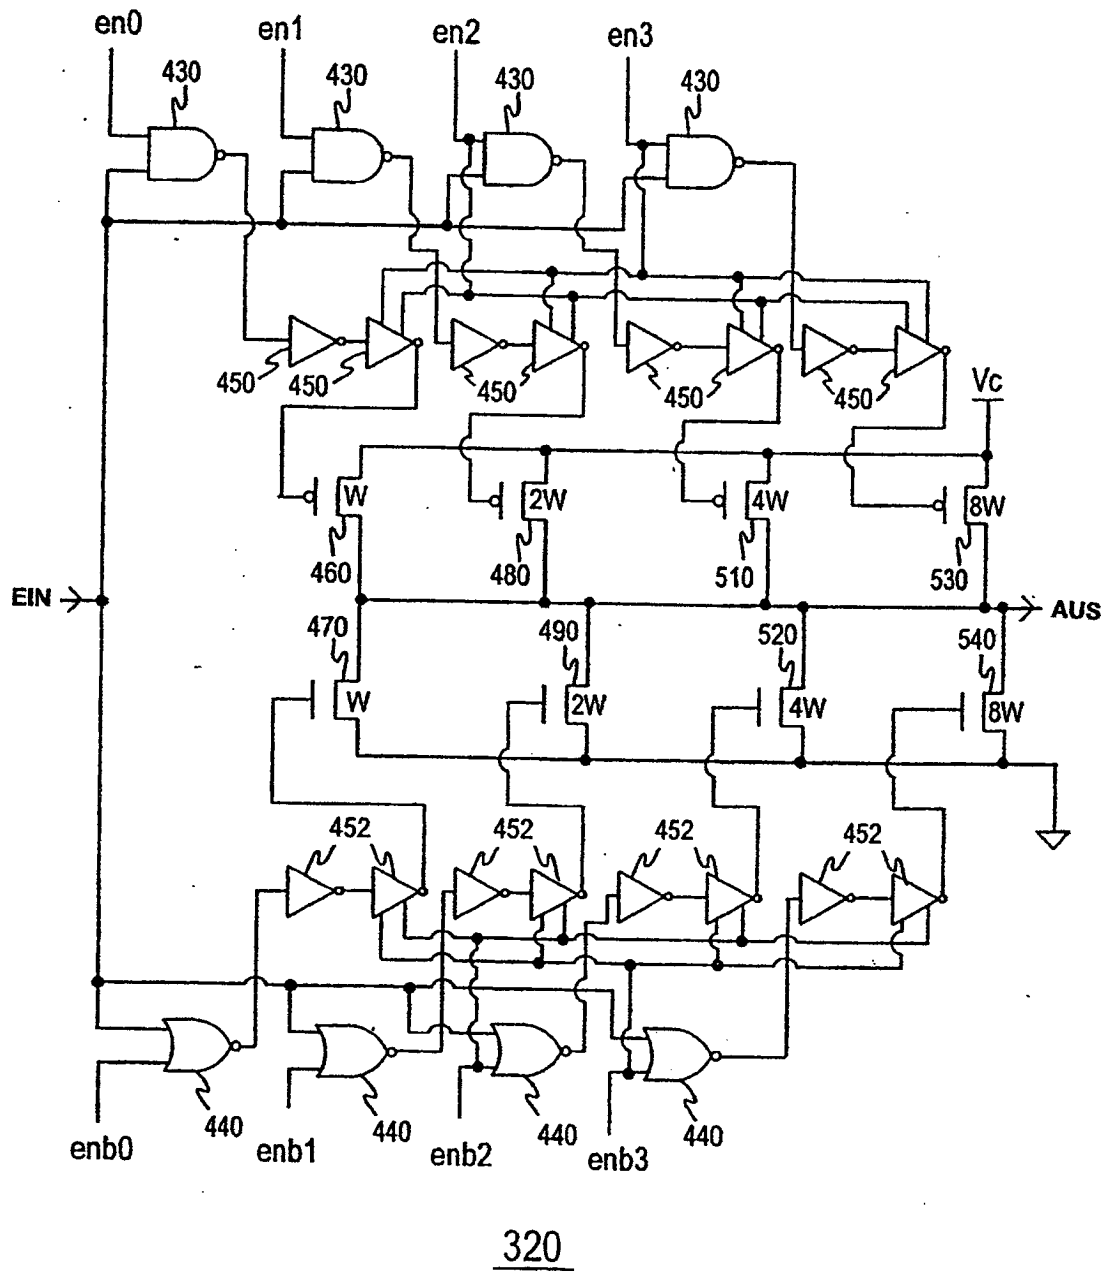 en0 en1 en2 en3
430 430 430 430
450 450 450 450 450
Vc
W 2W 4W 8W
460 480 510 530
EIN AUS
470 490 520 540
W 2W 4W 8W
452 452 452 452
440 440 440 440
enb0 enb1 enb2 enb3
320